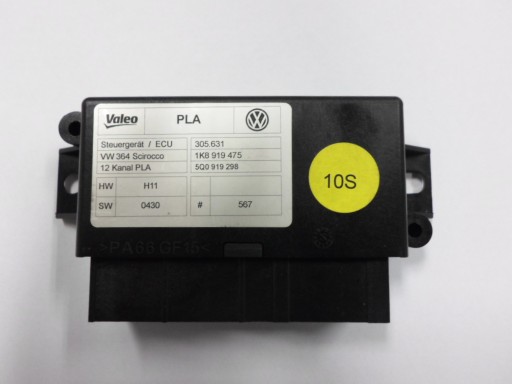 Valeo PLA
Steuergerät / ECU 305.631
VW 364 Scirocco 1K8 919 475
12 Kanal PLA 5Q0 919 298
HW H11
SW 0430 # 567
10S
>PA66 GF15<